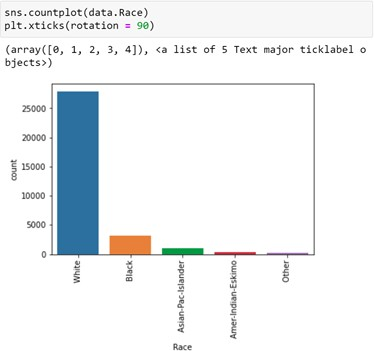 sns.countplot(data.Race)
plt.xticks(rotation = 90)
(array([0, 1, 2, 3, 4]), <a list of 5 Text major ticklabel o
bjects>)
25000
20000
15000
10000
5000
0
count
White
Black
Asian-Pac-Islander
Amer-Indian-Eskimo
Other
Race